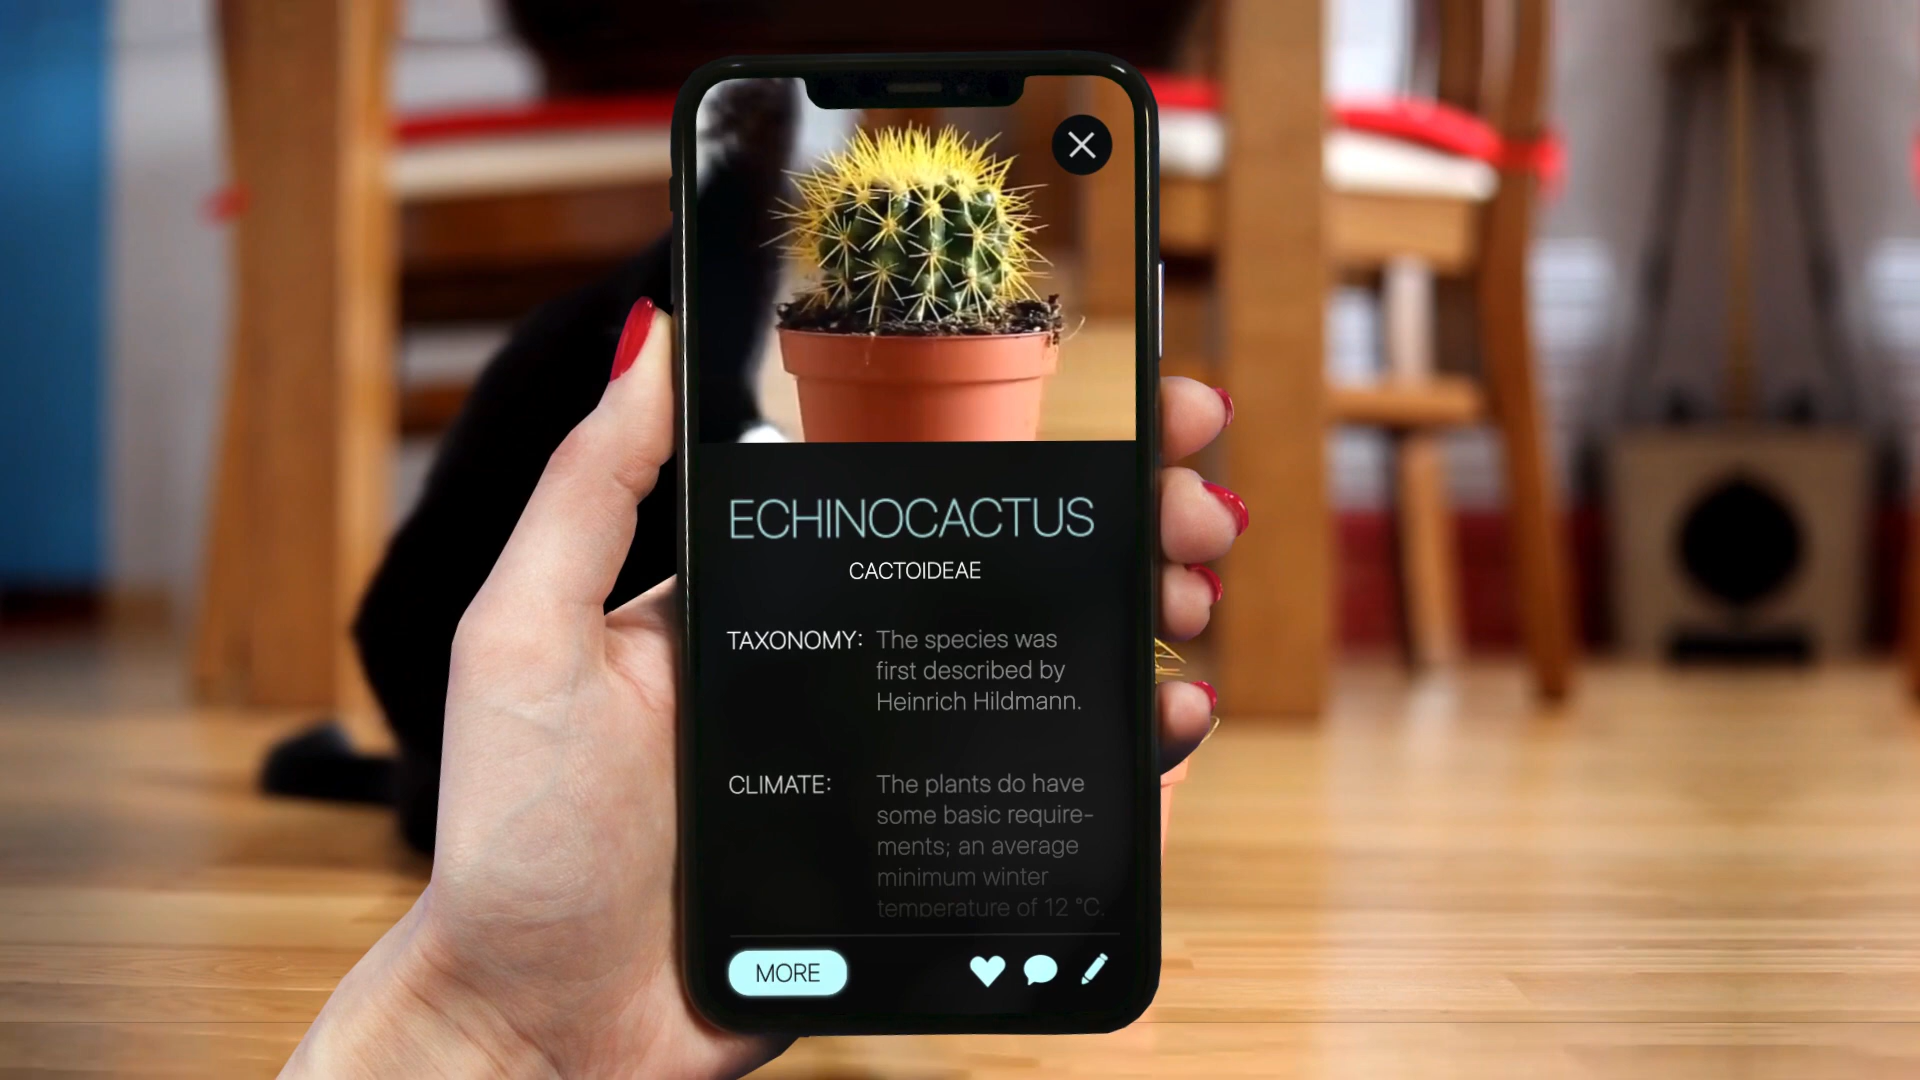 ECHINOCACTUS
CACTOIDEAE
TAXONOMY: The species was
first described by
Heinrich Hildmann.
CLIMATE: The plants do have
some basic require-
ments; an average
minimum winter
temperature of 12 °C.
MORE